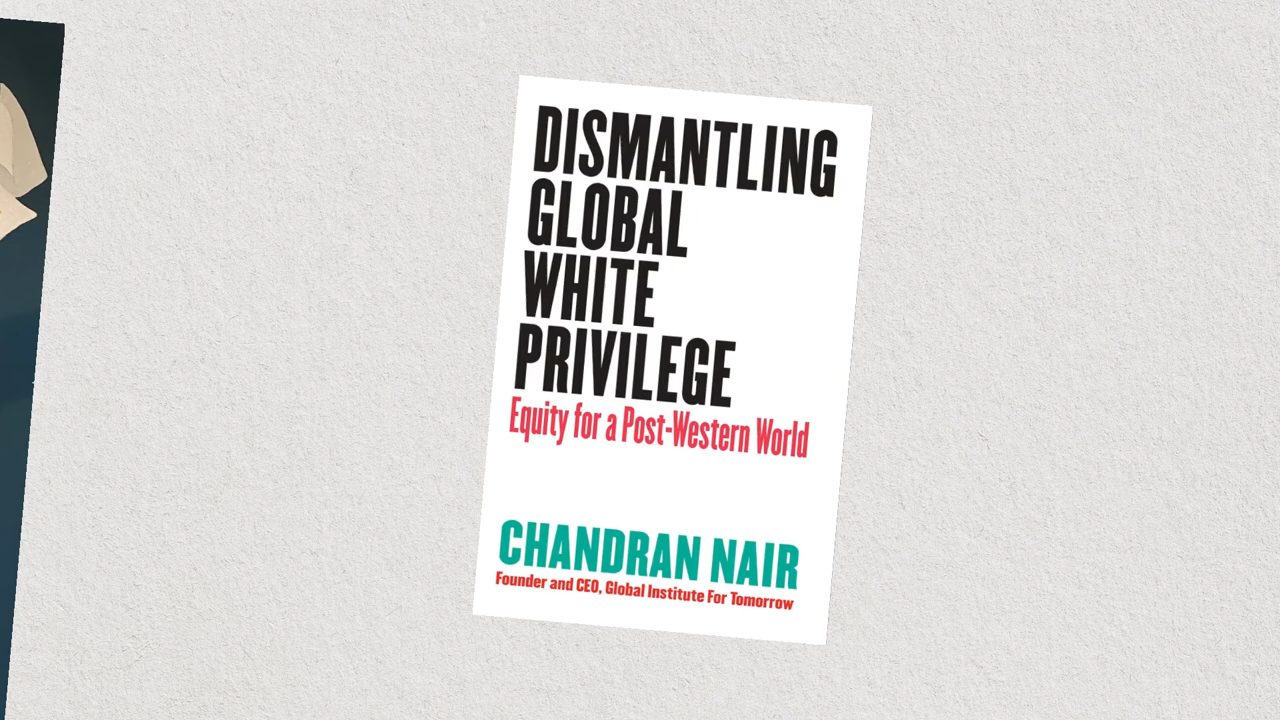 DISMANTLING
GLOBAL
WHITE
PRIVILEGE
Equity for a Post-Western World
CHANDRAN NAIR
Founder and CEO, Global Institute For Tomorrow